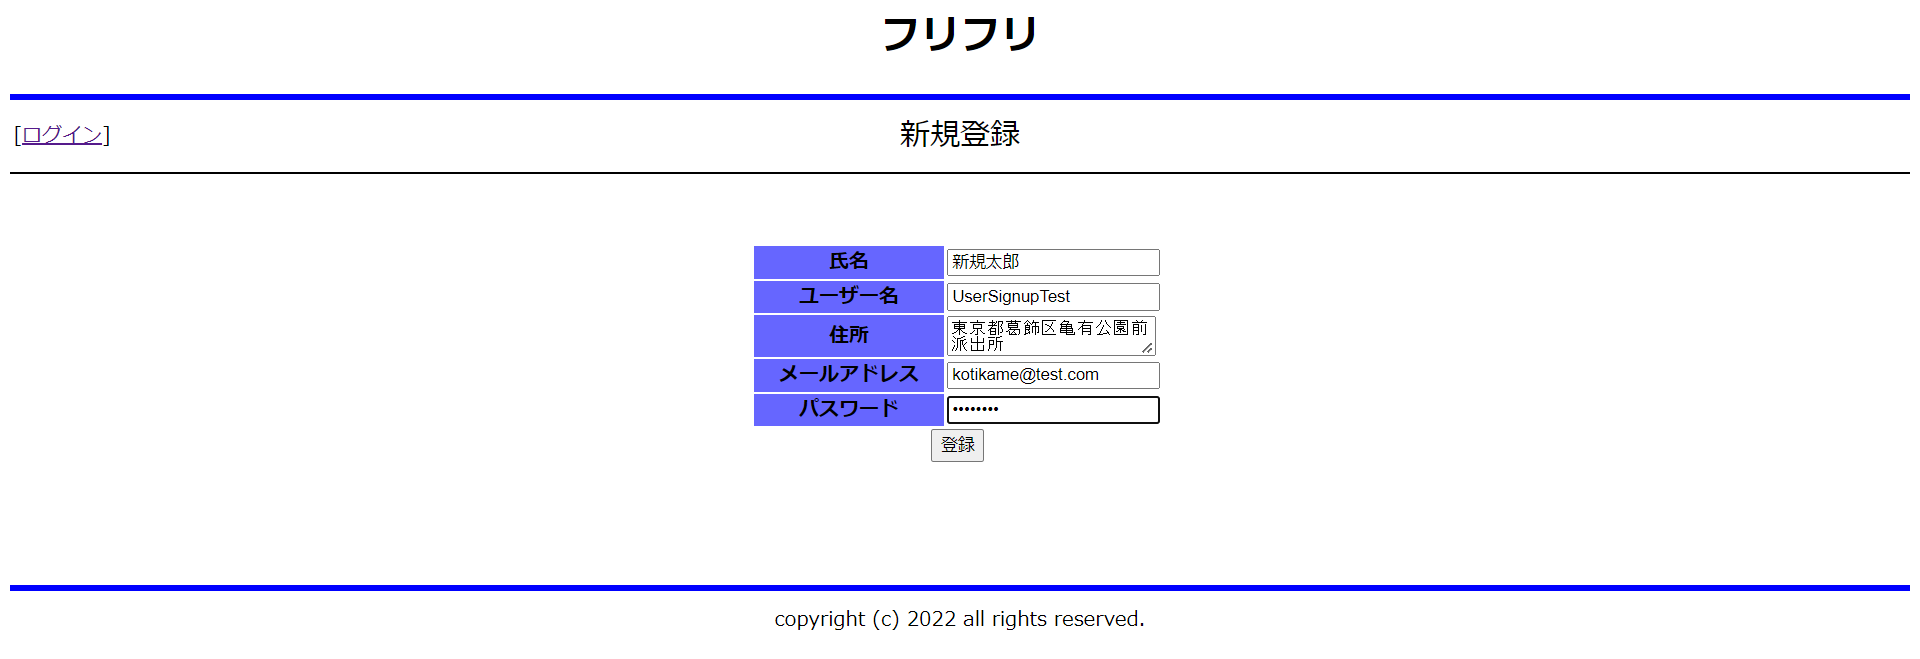 フリフリ
[ログイン]
新規登録
氏名 新規太郎
ユーザー名 UserSignupTest
住所 東京都葛飾区亀有公園前
派出所
メールアドレス kotikame@test.com
パスワード ••••••••
登録
copyright (c) 2022 all rights reserved.